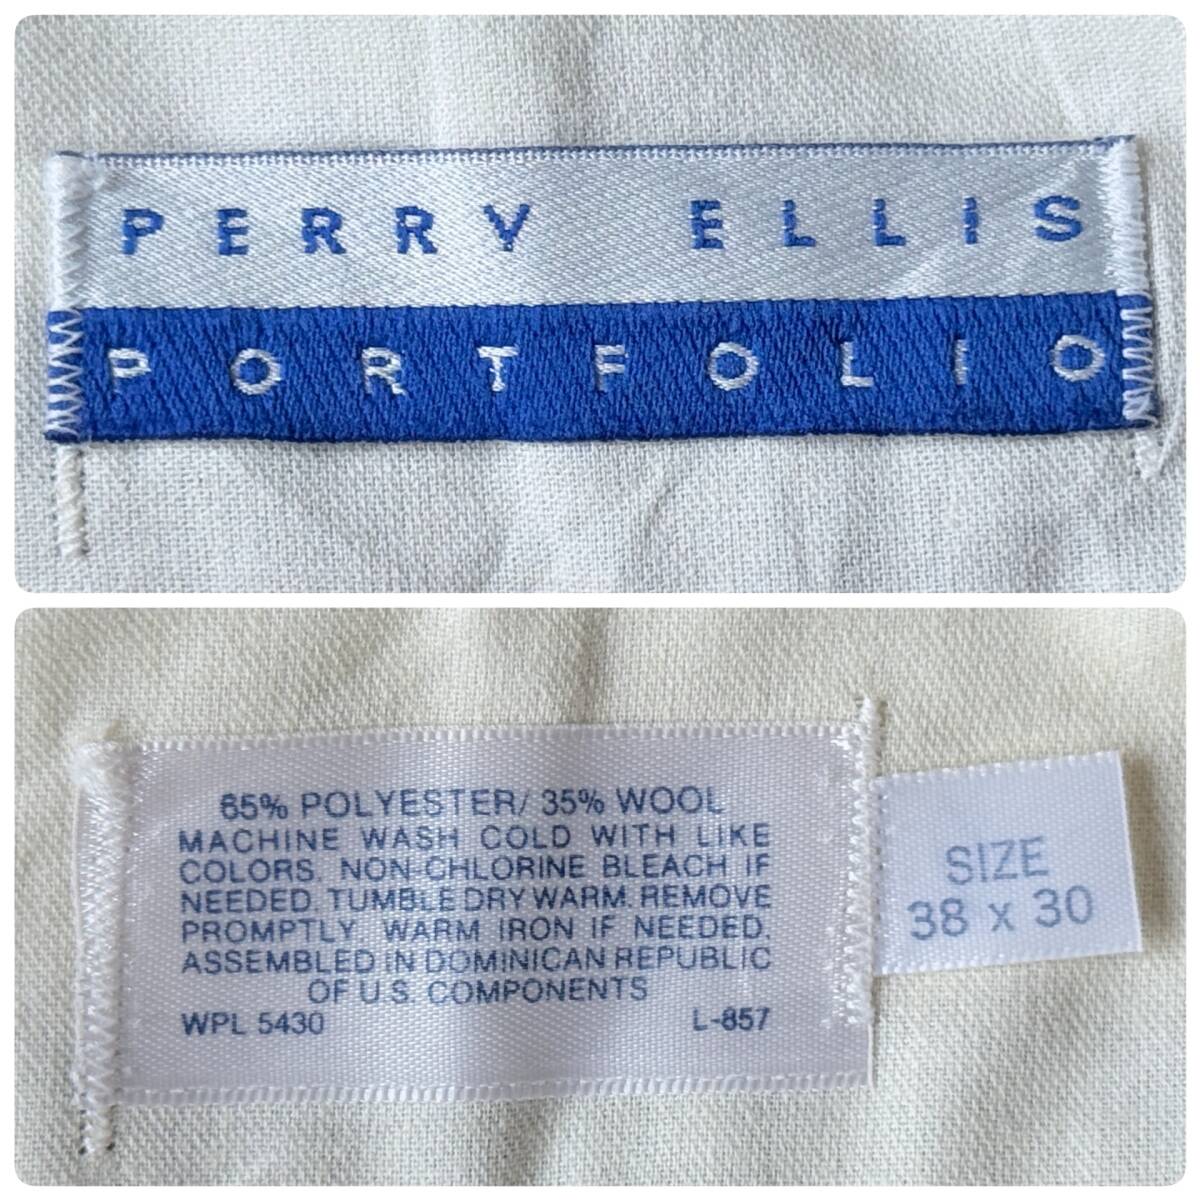 PERRY ELLIS
PORTFOLIO
65% POLYESTER/ 35% WOOL
MACHINE WASH COLD WITH LIKE
COLORS. NON-CHLORINE BLEACH IF
NEEDED. TUMBLE DRY WARM. REMOVE
PROMPTLY. WARM IRON IF NEEDED.
ASSEMBLED IN DOMINICAN REPUBLIC
OF U.S. COMPONENTS
WPL 5430 L-857
SIZE
38 x 30